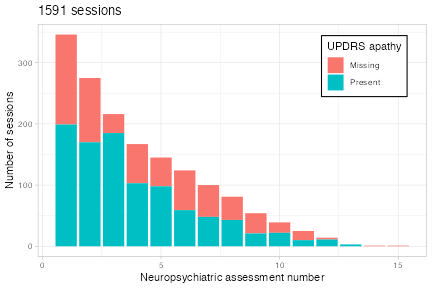 1591 sessions
Number of sessions
300
200
100
0
UPDRS apathy
Missing
Present
0
5
10
15
Neuropsychiatric assessment number